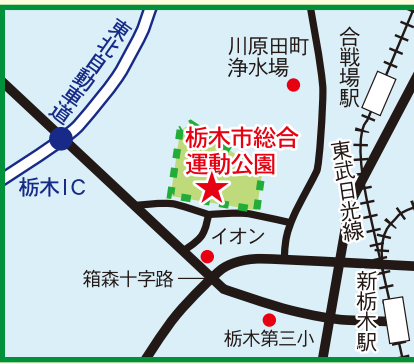 東北自動車道
川原田町
浄水場
合戦場駅
栃木市総合
運動公園
東武日光線
栃木IC
イオン
箱森十字路
新栃木駅
栃木第三小